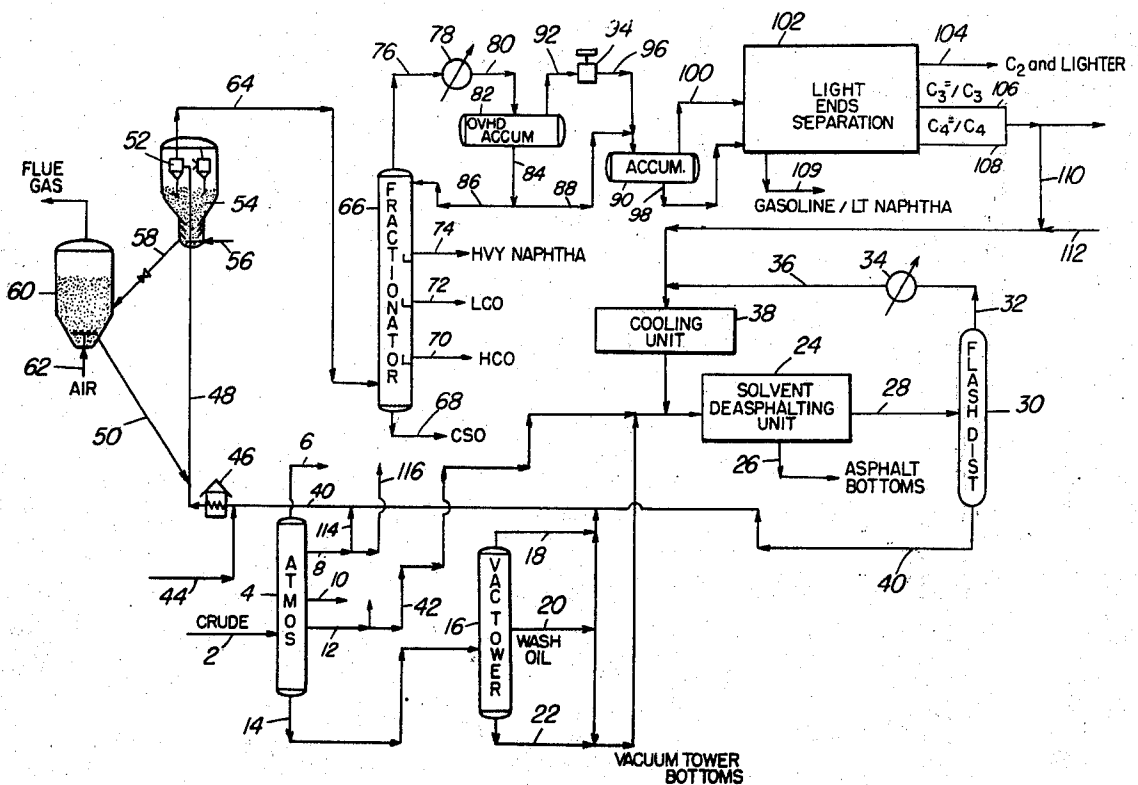 94
76
78
80
92
96
102
104
C2 and LIGHTER
64
100
82
OVHD
ACCUM
LIGHT
ENDS
SEPARATION
C3=/C3
106
C4=/C4
108
52
84
ACCUM.
90
98
109
GASOLINE / LT NAPHTHA
110
FLUE
GAS
54
66
FRACTIONATOR
86
88
58
56
74
HVY NAPHTHA
112
60
36
34
32
72
LCO
COOLING
UNIT
38
62
AIR
70
HCO
24
SOLVENT
DEASPHALTING
UNIT
28
FLASH DIST
30
48
68
CSO
50
26
ASPHALT
BOTTOMS
6
116
46
40
114
18
8
40
44
4
ATMOS
10
42
VAC TOWER
20
CRUDE
2
12
16
WASH
OIL
14
22
VACUUM TOWER
BOTTOMS